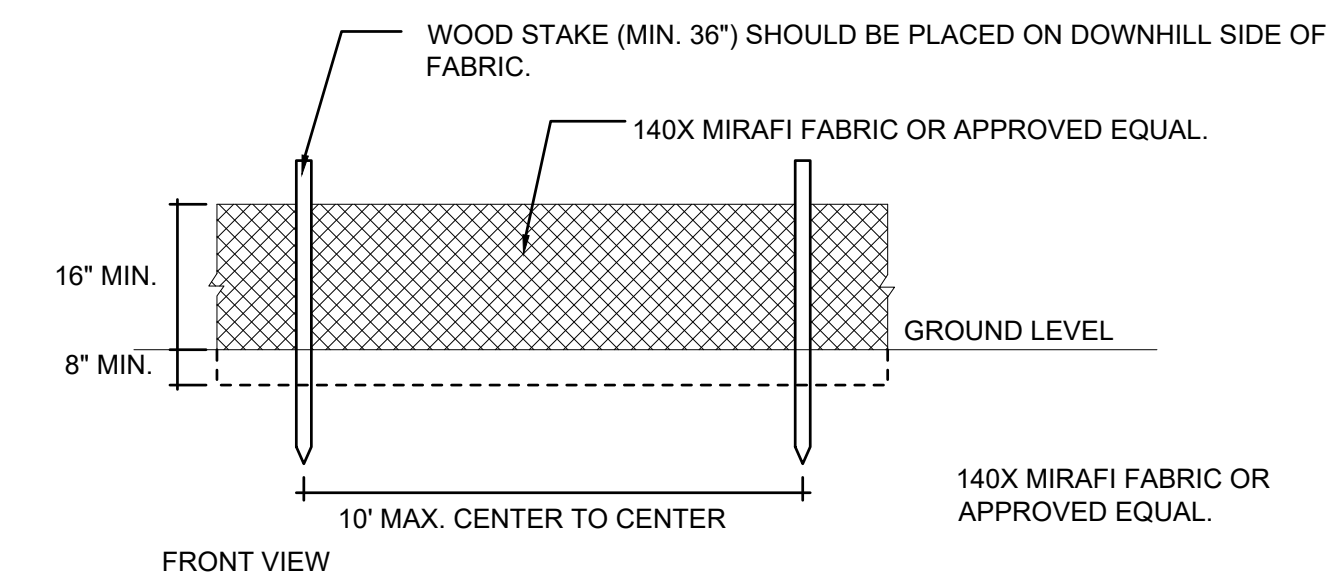 WOOD STAKE (MIN. 36") SHOULD BE PLACED ON DOWNHILL SIDE OF
FABRIC.
140X MIRAFI FABRIC OR APPROVED EQUAL.
16" MIN.
GROUND LEVEL
8" MIN.
140X MIRAFI FABRIC OR
APPROVED EQUAL.
10' MAX. CENTER TO CENTER
FRONT VIEW